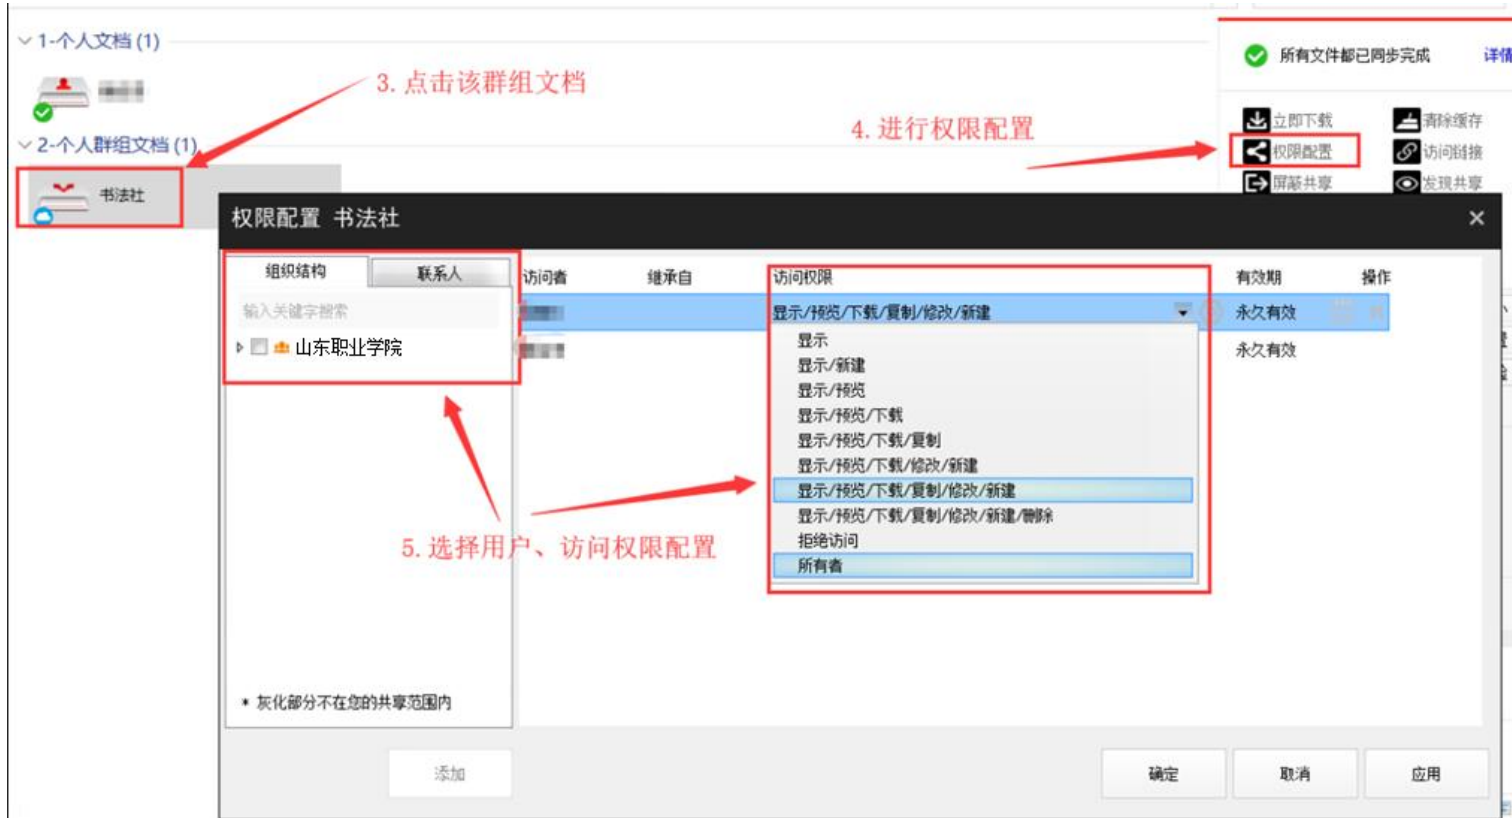 1-个人文档 (1)
3. 点击该群组文档
所有文件都已同步完成
详情
4. 进行权限配置
立即下载
清除缓存
2-个人群组文档 (1)
权限配置
访问链接
书法社
屏蔽共享
发现共享
权限配置 书法社
组织结构
联系人
访问者
继承自
访问权限
有效期
操作
输入关键字搜索
显示/预览/下载/复制/修改/新建
永久有效
山东职业学院
永久有效
显示
显示/新建
显示/预览
显示/预览/下载
显示/预览/下载/复制
显示/预览/下载/修改/新建
显示/预览/下载/复制/修改/新建
显示/预览/下载/复制/修改/新建/删除
拒绝访问
所有者
5. 选择用户、访问权限配置
* 灰化部分不在您的共享范围内
添加
确定
取消
应用